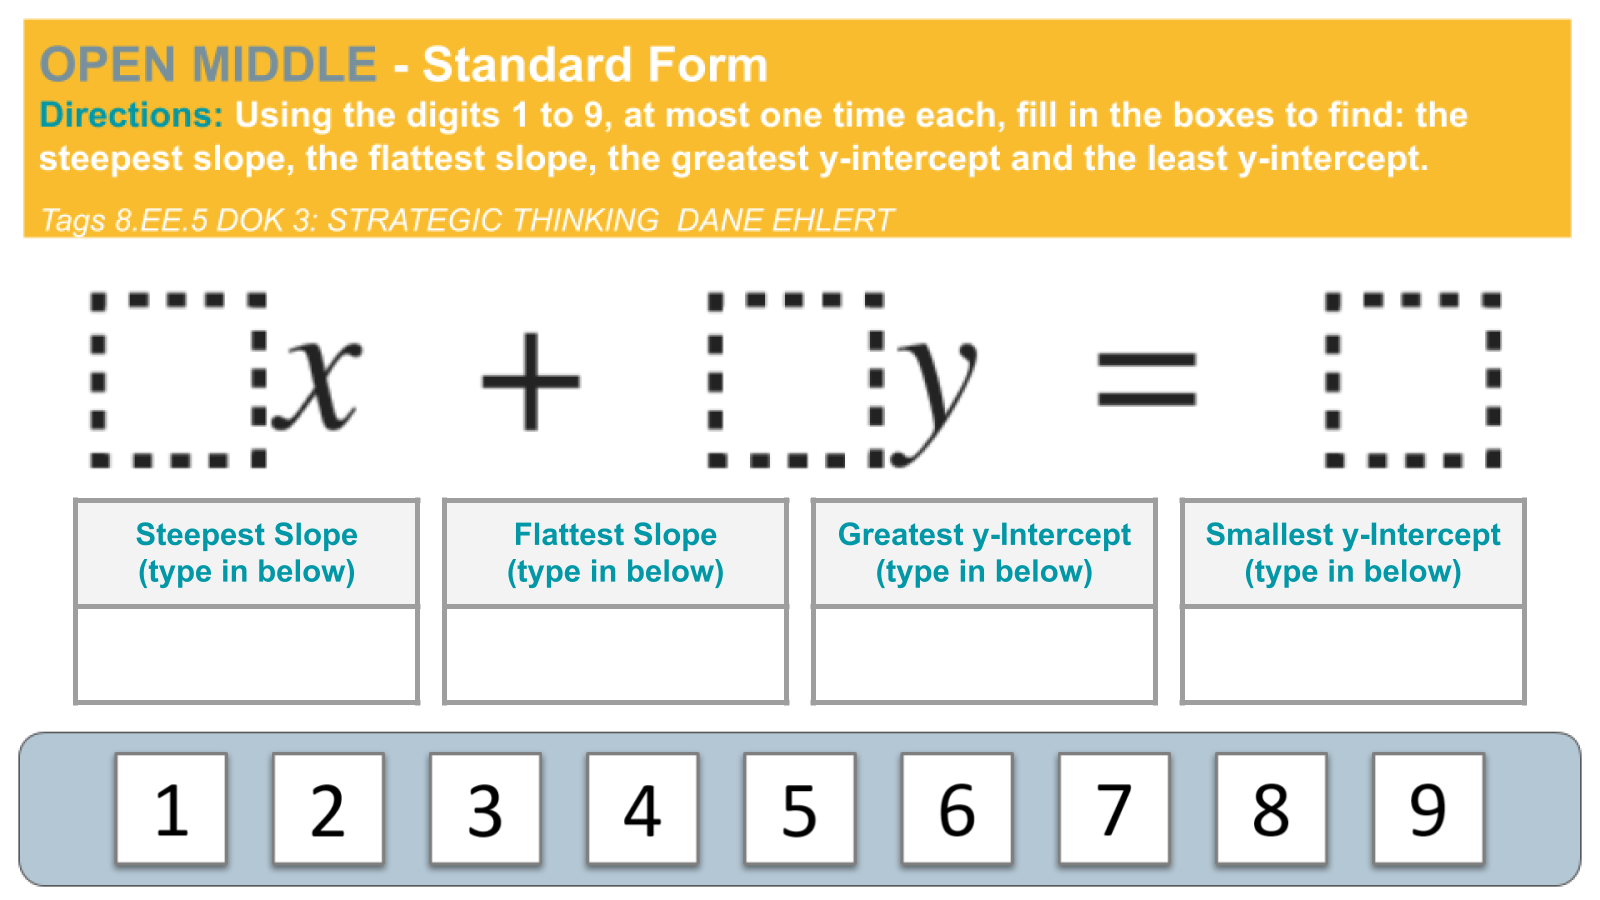 OPEN MIDDLE - Standard Form
Directions: Using the digits 1 to 9, at most one time each, fill in the boxes to find: the
steepest slope, the flattest slope, the greatest y-intercept and the least y-intercept.
Tags 8.EE.5 DOK 3: STRATEGIC THINKING  DANE EHLERT
x + y =
Steepest Slope
(type in below)
Flattest Slope
(type in below)
Greatest y-Intercept
(type in below)
Smallest y-Intercept
(type in below)
1 2 3 4 5 6 7 8 9